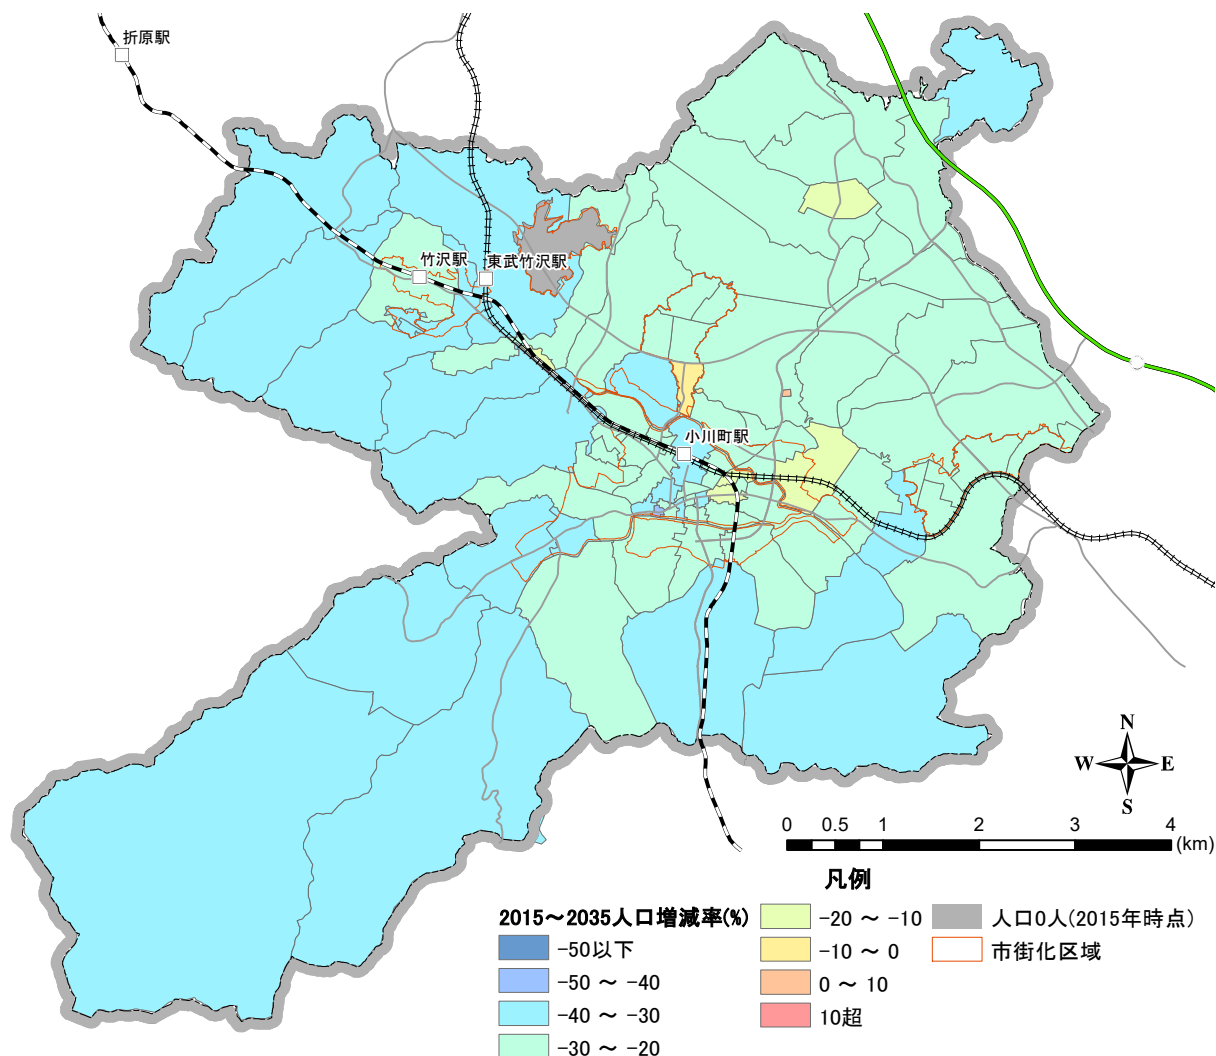 折原駅
竹沢駅
東武竹沢駅
小川町駅
N
W E
S
0 0.5 1 2 3 4
(km)
凡例
2015～2035人口増減率(%)
-50以下
-50 ～ -40
-40 ～ -30
-30 ～ -20
-20 ～ -10
-10 ～ 0
0 ～ 10
10超
人口0人(2015年時点)
市街化区域